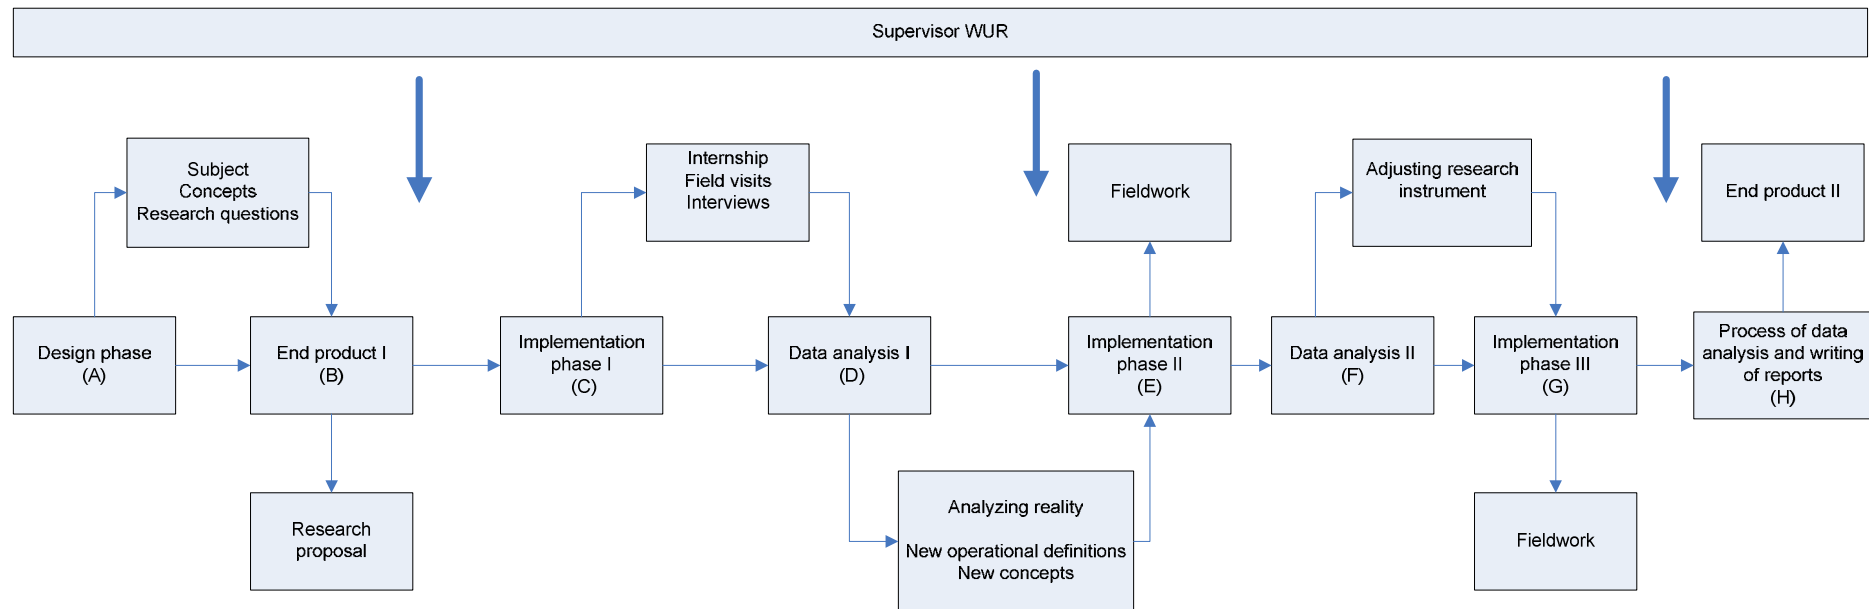 Supervisor WUR
Subject
Concepts
Research questions
Internship
Field visits
Interviews
Fieldwork
Adjusting research
instrument
End product II
Design phase
(A)
End product I
(B)
Implementation
phase I
(C)
Data analysis I
(D)
Implementation
phase II
(E)
Data analysis II
(F)
Implementation
phase III
(G)
Process of data
analysis and writing
of reports
(H)
Research
proposal
Analyzing reality
New operational definitions
New concepts
Fieldwork